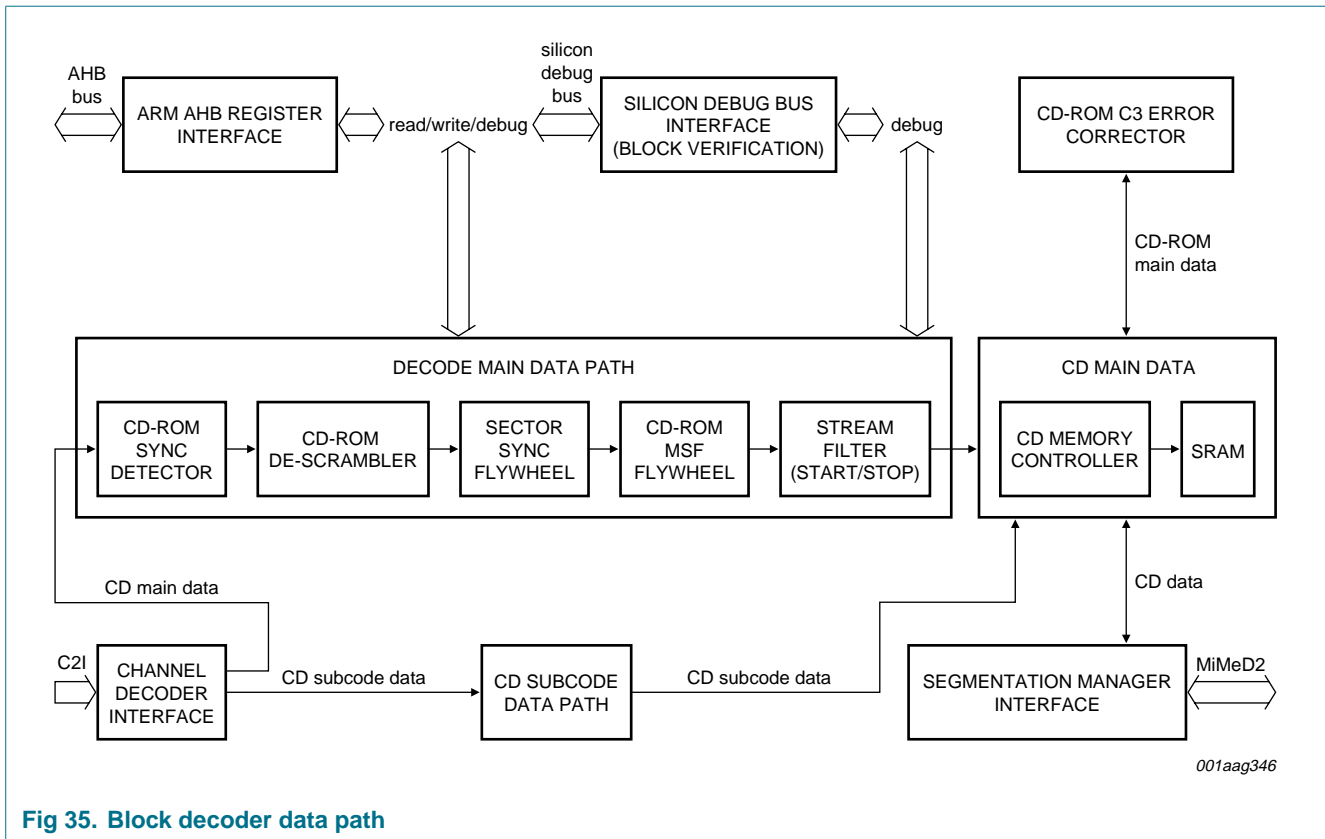 AHB
bus
ARM AHB REGISTER
INTERFACE
read/write/debug
silicon
debug
bus
SILICON DEBUG BUS
INTERFACE
(BLOCK VERIFICATION)
debug
CD-ROM C3 ERROR
CORRECTOR
CD-ROM
main data
DECODE MAIN DATA PATH
CD-ROM
SYNC
DETECTOR
CD-ROM
DE-SCRAMBLER
SECTOR
SYNC
FLYWHEEL
CD-ROM
MSF
FLYWHEEL
STREAM
FILTER
(START/STOP)
CD MAIN DATA
CD MEMORY
CONTROLLER
SRAM
CD main data
CD data
C2I
CHANNEL
DECODER
INTERFACE
CD subcode data
CD SUBCODE
DATA PATH
CD subcode data
SEGMENTATION MANAGER
INTERFACE
MiMeD2
001aag346
Fig 35. Block decoder data path